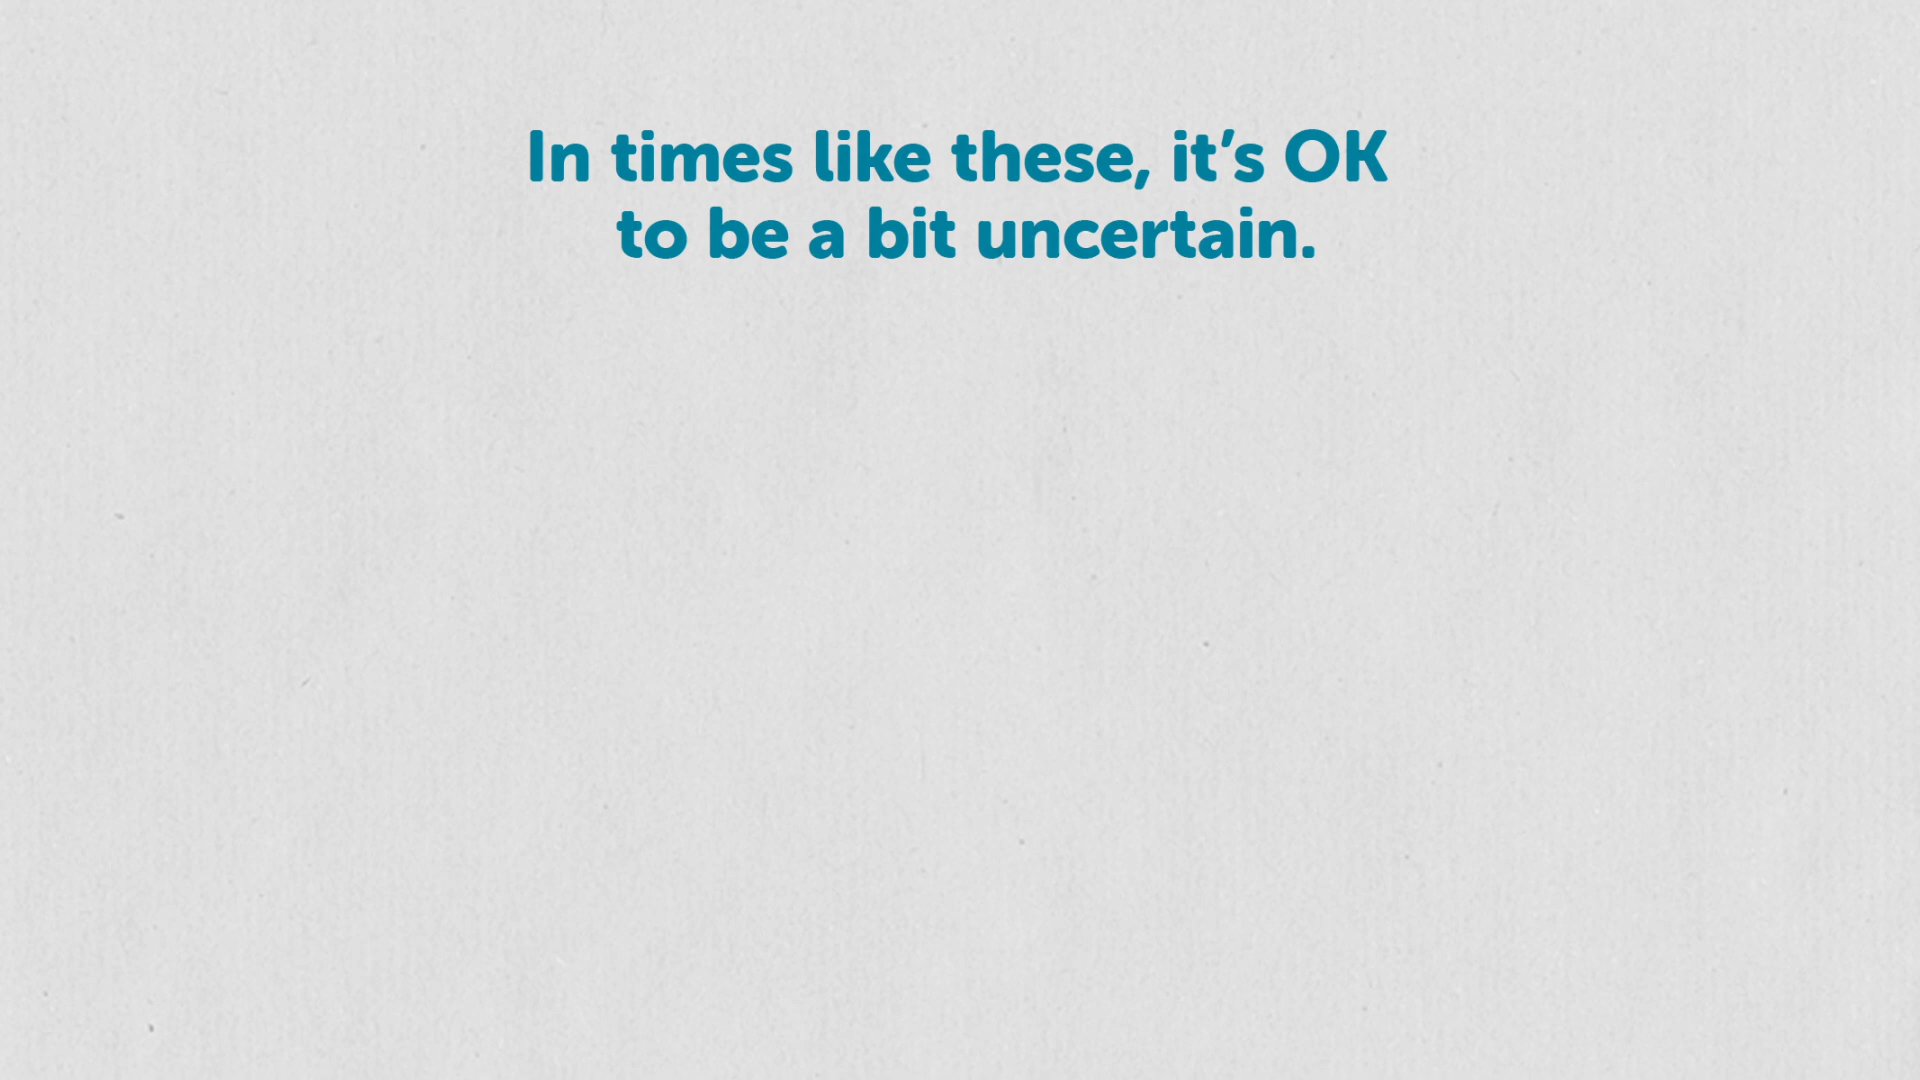 In times like these, it’s OK
to be a bit uncertain.